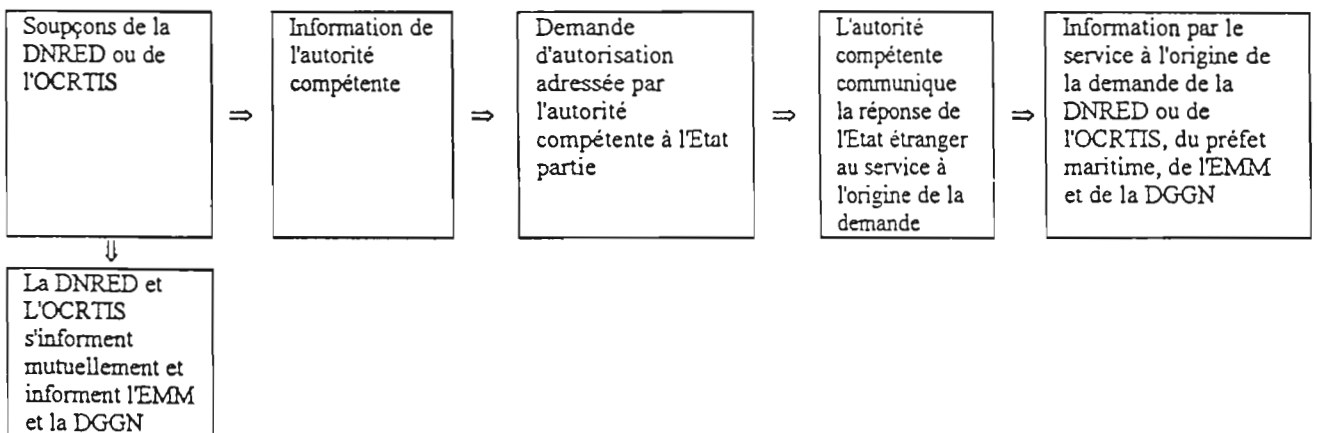 Soupçons de la
DNRED ou de
l'OCRTIS
⇒
Information de
l'autorité
compétente
⇒
Demande
d'autorisation
adressée par
l'autorité
compétente à l'Etat
partie
⇒
L'autorité
compétente
communique
la réponse de
l'Etat étranger
au service à
l'origine de la
demande
⇒
Information par le
service à l'origine de
la demande de la
DNRED ou de
l'OCRTIS, du préfet
maritime, de l'EMM
et de la DGGN
⇓
La DNRED et
L'OCRTIS
s'informent
mutuellement et
informent l'EMM
et la DGGN